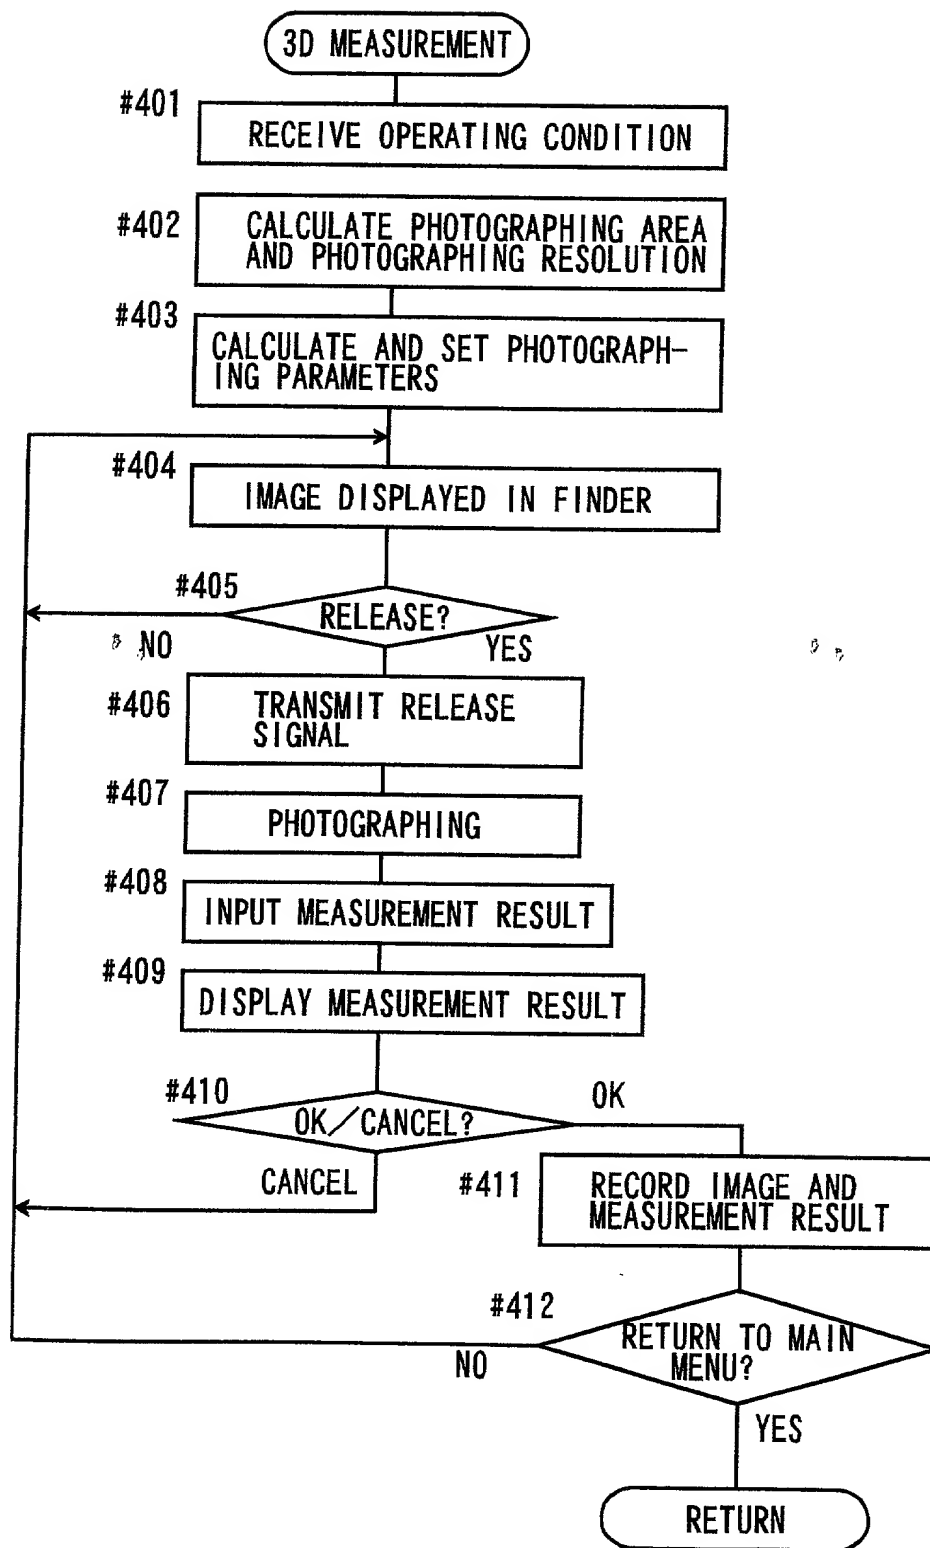 3D MEASUREMENT
#401
RECEIVE OPERATING CONDITION
#402
CALCULATE PHOTOGRAPHING AREA
AND PHOTOGRAPHING RESOLUTION
#403
CALCULATE AND SET PHOTOGRAPH-
ING PARAMETERS
#404
IMAGE DISPLAYED IN FINDER
#405
RELEASE?
NO
YES
#406
TRANSMIT RELEASE
SIGNAL
#407
PHOTOGRAPHING
#408
INPUT MEASUREMENT RESULT
#409
DISPLAY MEASUREMENT RESULT
#410
OK/CANCEL?
OK
CANCEL
#411
RECORD IMAGE AND
MEASUREMENT RESULT
#412
RETURN TO MAIN
MENU?
NO
YES
RETURN